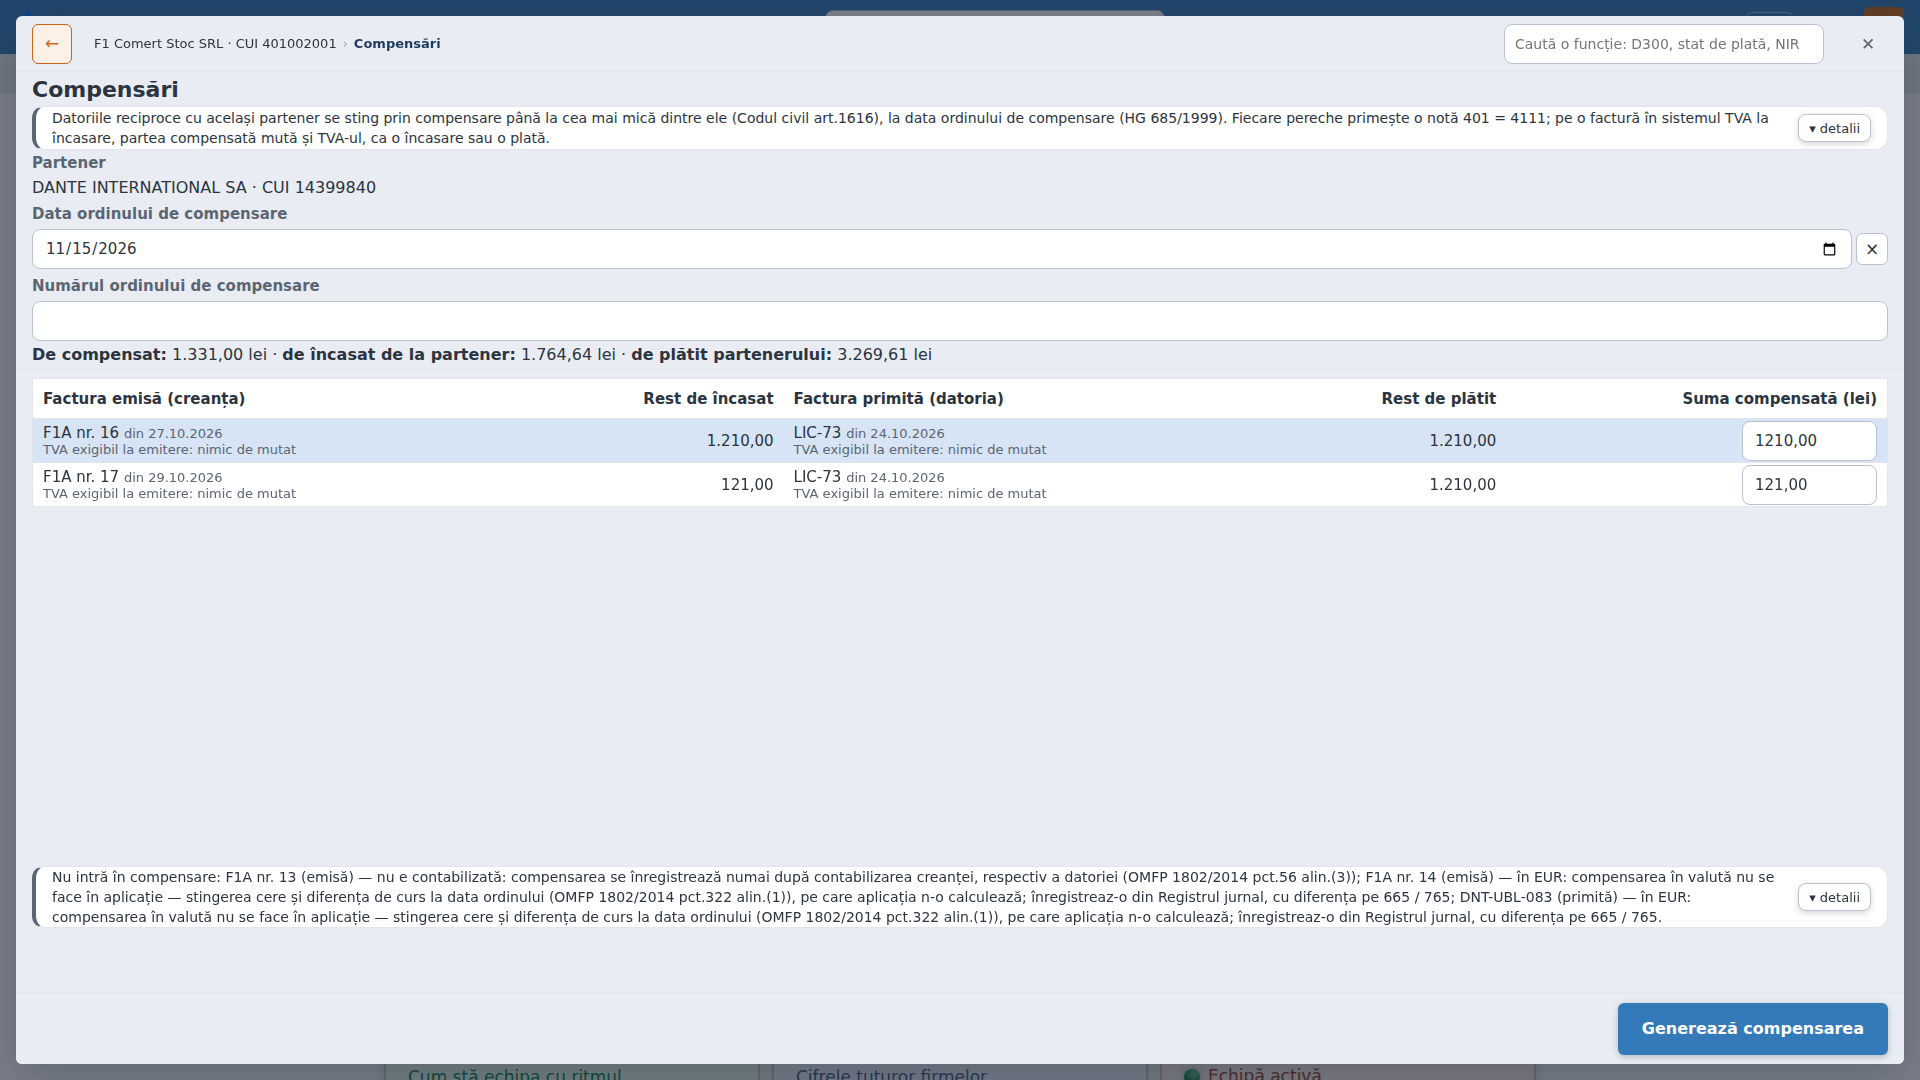 ←
F1 Comert Stoc SRL · CUI 401002001 › Compensări
Caută o funcție: D300, stat de plată, NIR
×
Compensări
Datoriile reciproce cu același partener se sting prin compensare până la cea mai mică dintre ele (Codul civil art.1616), la data ordinului de compensare (HG 685/1999). Fiecare pereche primește o notă 401 = 4111; pe o factură în sistemul TVA la
încasare, partea compensată mută și TVA-ul, ca o încasare sau o plată.
▾ detalii
Partener
DANTE INTERNATIONAL SA · CUI 14399840
Data ordinului de compensare
11/15/2026
×
Numărul ordinului de compensare
De compensat: 1.331,00 lei · de încasat de la partener: 1.764,64 lei · de plătit partenerului: 3.269,61 lei
Factura emisă (creanța) Rest de încasat Factura primită (datoria) Rest de plătit Suma compensată (lei)
F1A nr. 16 din 27.10.2026 1.210,00 LIC-73 din 24.10.2026 1.210,00 1210,00
TVA exigibil la emitere: nimic de mutat TVA exigibil la emitere: nimic de mutat
F1A nr. 17 din 29.10.2026 121,00 LIC-73 din 24.10.2026 1.210,00 121,00
TVA exigibil la emitere: nimic de mutat TVA exigibil la emitere: nimic de mutat
Nu intră în compensare: F1A nr. 13 (emisă) — nu e contabilizată: compensarea se înregistrează numai după contabilizarea creanței, respectiv a datoriei (OMFP 1802/2014 pct.56 alin.(3)); F1A nr. 14 (emisă) — în EUR: compensarea în valută nu se
face în aplicație — stingerea cere și diferența de curs la data ordinului (OMFP 1802/2014 pct.322 alin.(1)), pe care aplicația n-o calculează; înregistreaz-o din Registrul jurnal, cu diferența pe 665 / 765; DNT-UBL-083 (primită) — în EUR:
compensarea în valută nu se face în aplicație — stingerea cere și diferența de curs la data ordinului (OMFP 1802/2014 pct.322 alin.(1)), pe care aplicația n-o calculează; înregistreaz-o din Registrul jurnal, cu diferența pe 665 / 765.
▾ detalii
Generează compensarea
Cum stă echipa cu ritmul Cifrele tuturor firmelor Echipă activă